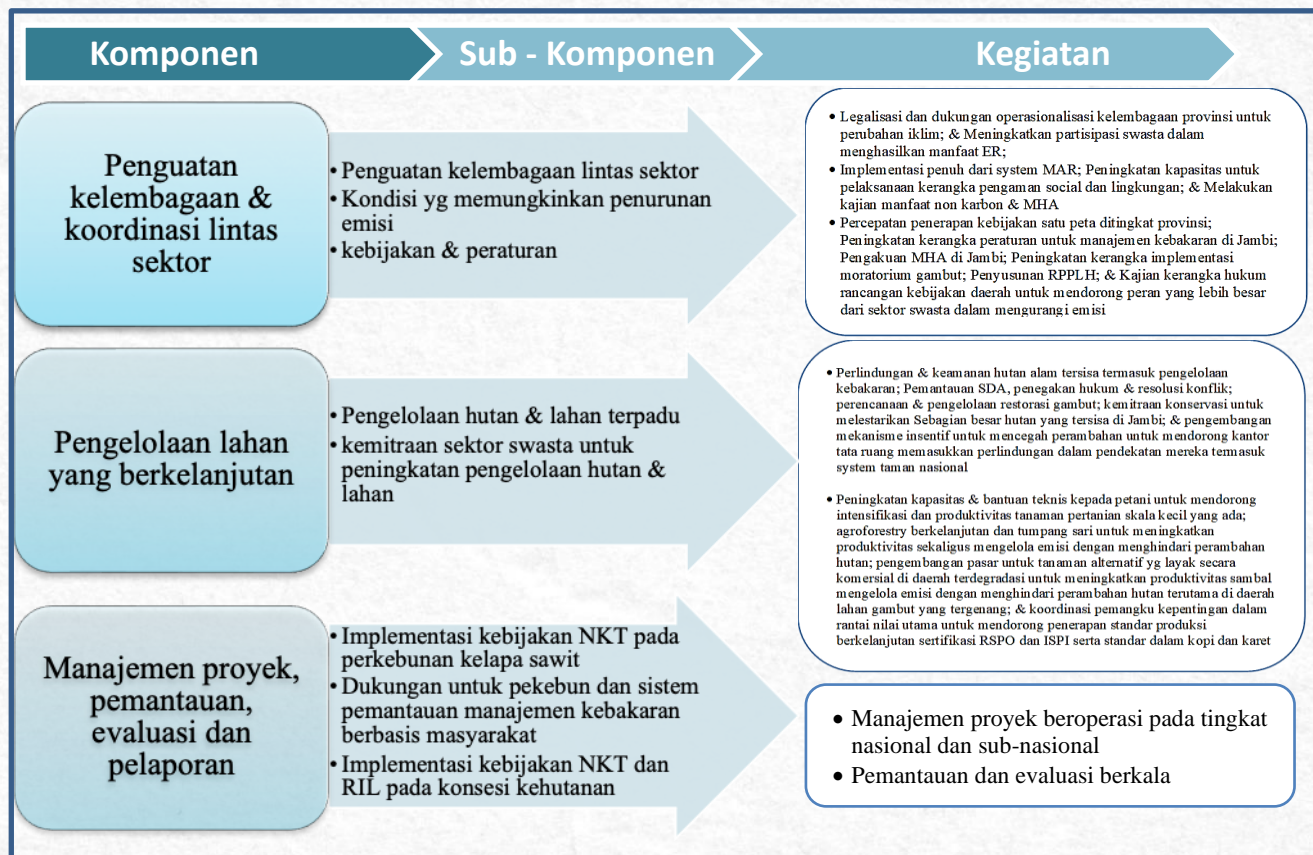 Komponen
Sub - Komponen
Kegiatan
Penguatan
kelembagaan &
koordinasi lintas
sektor
• Penguatan kelembagaan lintas sektor
• Kondisi yg memungkinkan penurunan
emisi
• kebijakan & peraturan
• Legalisasi dan dukungan operasionalisasi kelembagaan provinsi untuk
perubahan iklim; & Meningkatkan partisipasi swasta dalam
menghasilkan manfaat ER;
• Implementasi penuh dari system MAR; Peningkatan kapasitas untuk
pelaksanaan kerangka pengaman social dan lingkungan; & Melakukan
kajian manfaat non karbon & MHA
• Percepatan penerapan kebijakan satu peta ditingkat provinsi;
Peningkatan kerangka peraturan untuk manajemen kebakaran di Jambi;
Pengakuan MHA di Jambi; Peningkatan kerangka implementasi
moratorium gambut; Penyusunan RPPLH; & Kajian kerangka hukum
rancangan kebijakan daerah untuk mendorong peran yang lebih besar
dari sektor swasta dalam mengurangi emisi
Pengelolaan lahan
yang berkelanjutan
• Pengelolaan hutan & lahan terpadu
• kemitraan sektor swasta untuk
peningkatan pengelolaan hutan &
lahan
• Perlindungan & keamanan hutan alam tersisa termasuk pengelolaan
kebakaran; Pemantauan SDA, penegakan hukum & resolusi konflik;
perencanaan & pengelolaan restorasi gambut; kemitraan konservasi untuk
melestarikan Sebagian besar hutan yang tersisa di Jambi; & pengembangan
mekanisme insentif untuk mencegah perambahan untuk mendorong kantor
tata ruang memasukkan perlindungan dalam pendekatan mereka termasuk
system taman nasional
• Peningkatan kapasitas & bantuan teknis kepada petani untuk mendorong
intensifikasi dan produktivitas tanaman pertanian skala kecil yang ada;
agroforestry berkelanjutan dan tumpang sari untuk meningkatkan
produktivitas sekaligus mengelola emisi dengan menghindari perambahan
hutan; pengembangan pasar untuk tanaman alternatif yg layak secara
komersial di daerah terdegradasi untuk meningkatkan produktivitas sambal
mengelola emisi dengan menghindari perambahan hutan terutama di daerah
lahan gambut yang tergenang; & koordinasi pemangku kepentingan dalam
rantai nilai utama untuk mendorong penerapan standar produksi
berkelanjutan sertifikasi RSPO dan ISPI serta standar dalam kopi dan karet
Manajemen proyek,
pemantauan,
evaluasi dan
pelaporan
• Implementasi kebijakan NKT pada
perkebunan kelapa sawit
• Dukungan untuk pekebun dan sistem
pemantauan manajemen kebakaran
berbasis masyarakat
• Implementasi kebijakan NKT dan
RIL pada konsesi kehutanan
• Manajemen proyek beroperasi pada tingkat
nasional dan sub-nasional
• Pemantauan dan evaluasi berkala